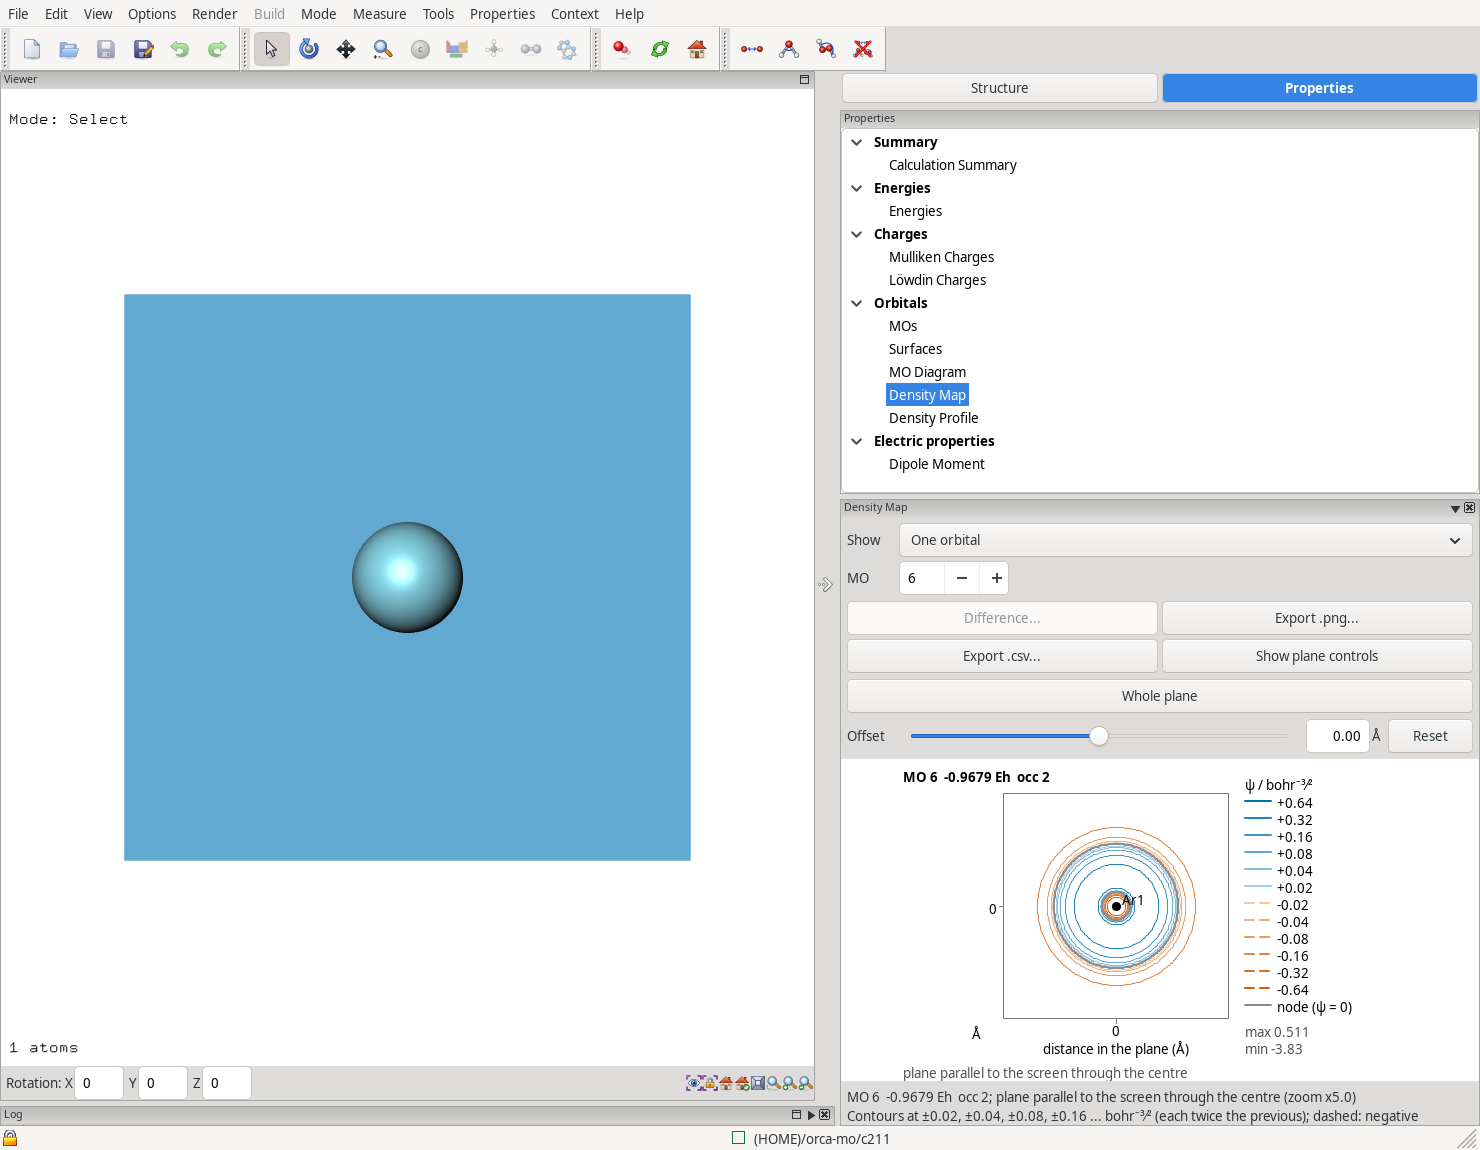 File Edit View Options Render Build Mode Measure Tools Properties Context Help
Viewer
Mode: Select
1 atoms
Rotation: X 0 Y 0 Z 0
Log
(HOME)/orca-mo/c211
Structure Properties
Properties
Summary
Calculation Summary
Energies
Energies
Charges
Mulliken Charges
Löwdin Charges
Orbitals
MOs
Surfaces
MO Diagram
Density Map
Density Profile
Electric properties
Dipole Moment
Density Map
Show One orbital
MO 6
Difference... Export .png...
Export .csv... Show plane controls
Whole plane
Offset 0.00 Å Reset
MO 6 -0.9679 Eh occ 2
Ar1
0
0
Å
distance in the plane (Å)
plane parallel to the screen through the centre
ψ / bohr⁻³⁄²
+0.64
+0.32
+0.16
+0.08
+0.04
+0.02
-0.02
-0.04
-0.08
-0.16
-0.32
-0.64
node (ψ = 0)
max 0.511
min -3.83
MO 6 -0.9679 Eh occ 2; plane parallel to the screen through the centre (zoom x5.0)
Contours at ±0.02, ±0.04, ±0.08, ±0.16 ... bohr⁻³⁄² (each twice the previous); dashed: negative